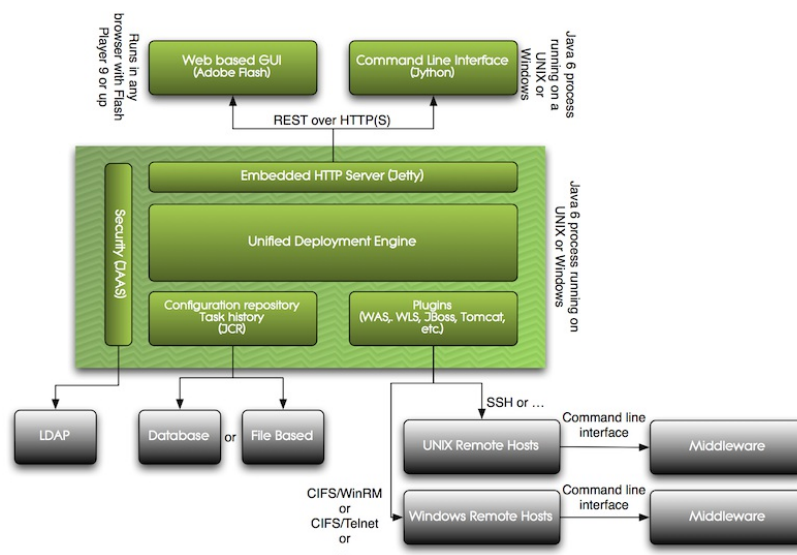 Runs in any
browser with Flash
Player 9 or up
Web based GUI
(Adobe Flash)
Command Line Interface
(Jython)
Java 6 process
running on a
UNIX or
Windows
REST over HTTP(S)
Security (JAAS)
Embedded HTTP Server (Jetty)
Unified Deployment Engine
Configuration repository
Task history
(JCR)
Plugins
(WAS,. WLS, JBoss, Tomcat,
etc.)
Java 6 process running on
UNIX or Windows
LDAP
Database
or
File Based
SSH or ...
UNIX Remote Hosts
Command line
interface
Middleware
CIFS/WinRM
or
CIFS/Telnet
or
Windows Remote Hosts
Command line
interface
Middleware